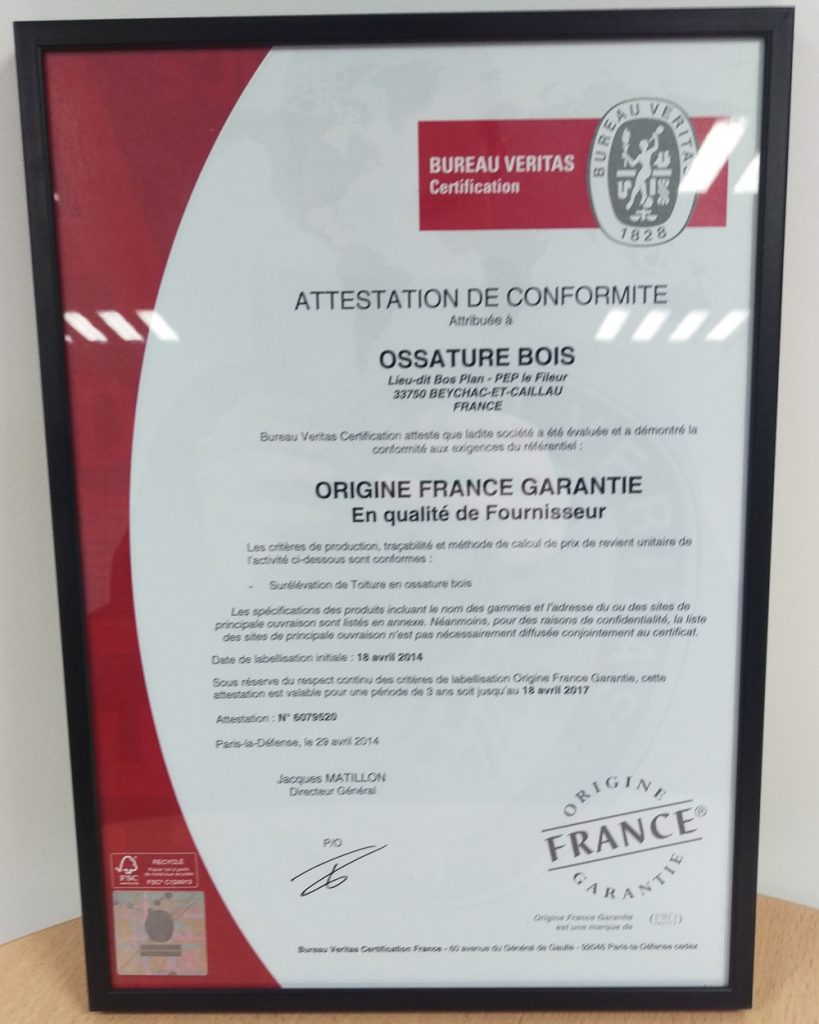 BUREAU VERITAS
Certification
BUREAU VERITAS
1828
ATTESTATION DE CONFORMITE
Attribuée à
OSSATURE BOIS
Lieu-dit Bos Plan - PEP le Fileur
33750 BEYCHAC-ET-CAILLAU
FRANCE
Bureau Veritas Certification atteste que ladite société a été évaluée et a démontré la
conformité aux exigences du référentiel :
ORIGINE FRANCE GARANTIE
En qualité de Fournisseur
Les critères de production, traçabilité et méthode de calcul de prix de revient unitaire de
l'activité ci-dessous sont conformes :
- Surélévation de Toiture en ossature bois
Les spécifications des produits incluant le nom des gammes et l'adresse du ou des sites de
principale ouvraison sont listés en annexe. Néanmoins, pour des raisons de confidentialité, la liste
des sites de principale ouvraison n'est pas nécessairement diffusée conjointement au certificat.
Date de labellisation initiale : 18 avril 2014
Sous réserve du respect continu des critères de labellisation Origine France Garantie, cette
attestation est valable pour une période de 3 ans soit jusqu'au 18 avril 2017
Attestation : N° 6079520
Paris-la-Défense, le 29 avril 2014
Jacques MATILLON
Directeur Général
P/O
ORIGINE
FRANCE®
GARANTIE
FSC
RECYCLÉ
Origine France Garantie
est une marque de
Bureau Veritas Certification France - 60 avenue du Général de Gaulle - 92046 Paris-la-Défense cedex